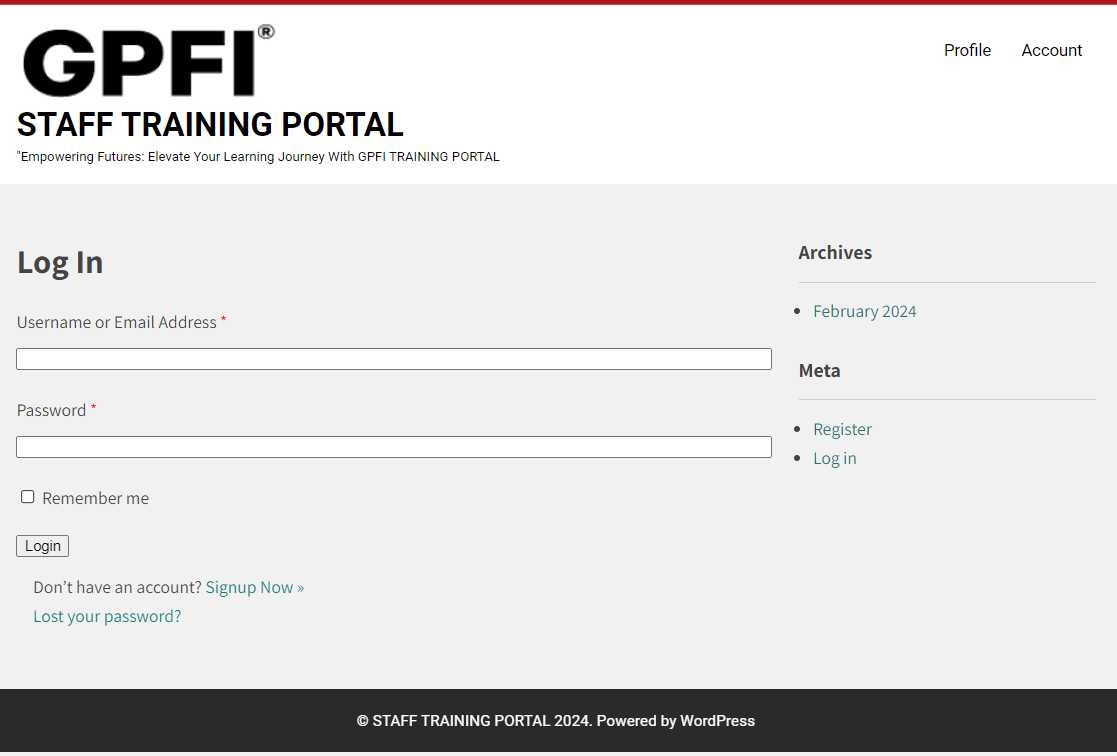 GPFI®
Profile
Account
STAFF TRAINING PORTAL
"Empowering Futures: Elevate Your Learning Journey With GPFI TRAINING PORTAL
Log In
Username or Email Address *
Password *
Remember me
Login
Don’t have an account? Signup Now »
Lost your password?
Archives
February 2024
Meta
Register
Log in
© STAFF TRAINING PORTAL 2024. Powered by WordPress